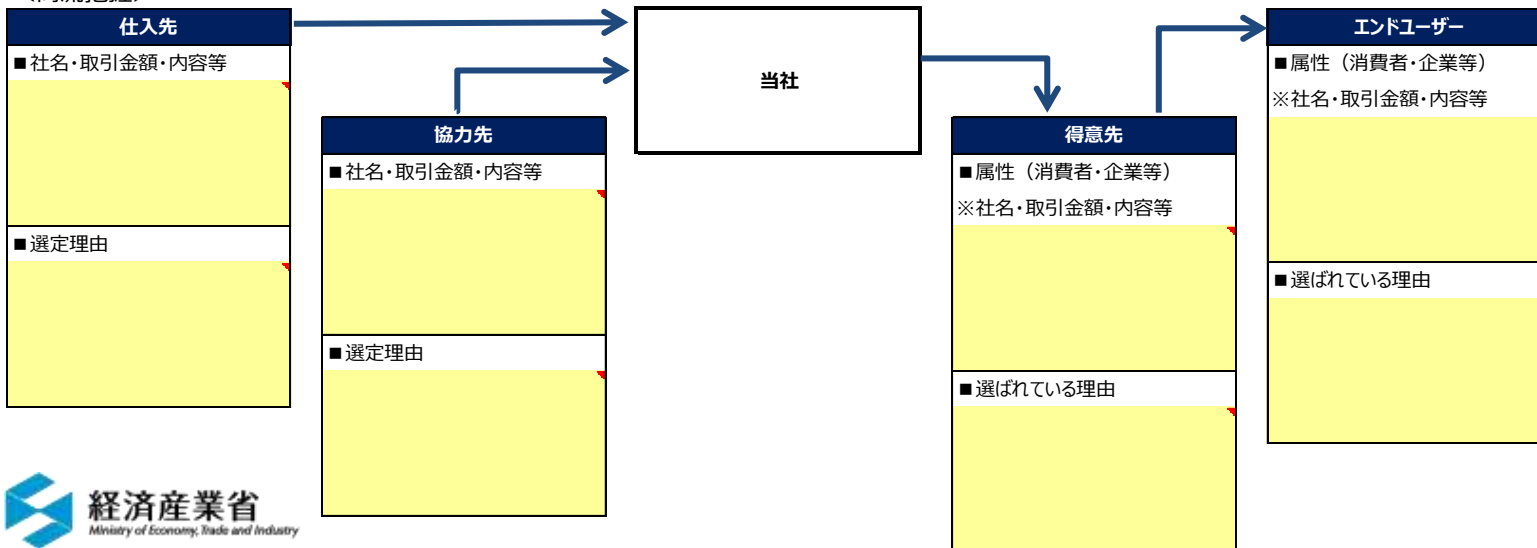 仕入先
■社名・取引金額・内容等
■選定理由
協力先
■社名・取引金額・内容等
■選定理由
当社
得意先
■属性（消費者・企業等）
※社名・取引金額・内容等
■選ばれている理由
エンドユーザー
■属性（消費者・企業等）
※社名・取引金額・内容等
■選ばれている理由
経済産業省
Ministry of Economy, Trade and Industry